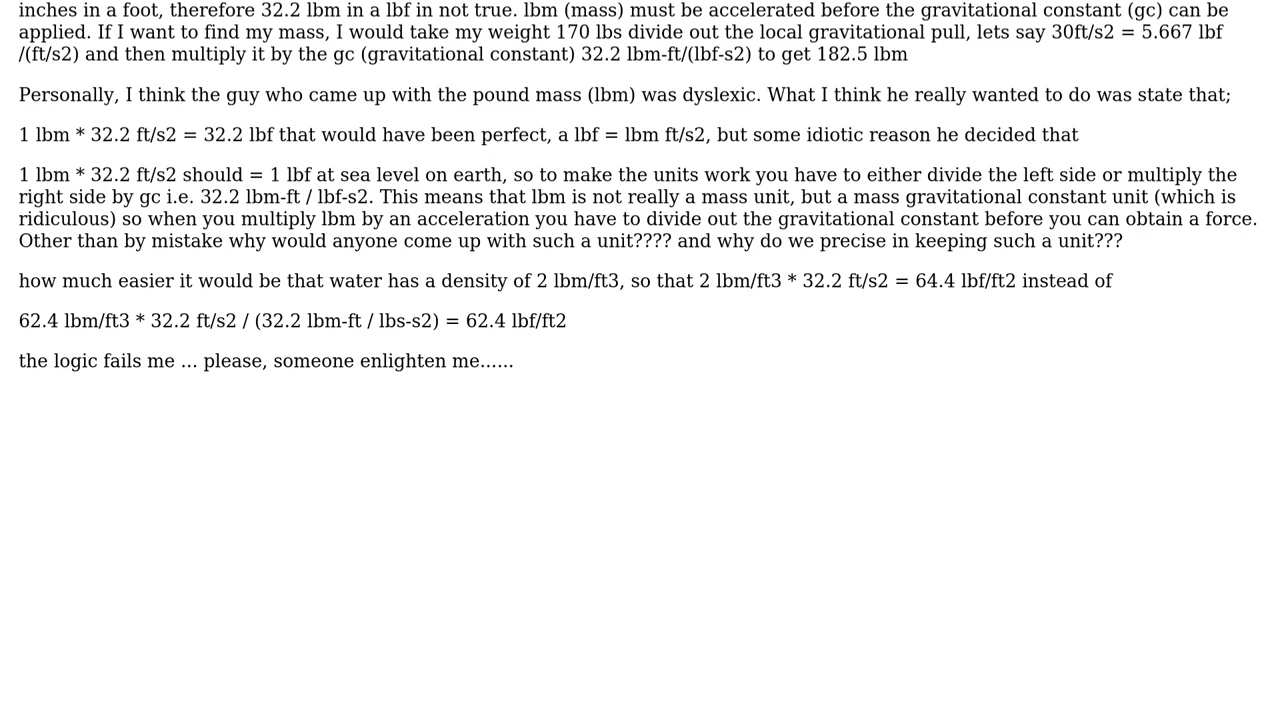 inches in a foot, therefore 32.2 lbm in a lbf in not true. lbm (mass) must be accelerated before the gravitational constant (gc) can be
applied. If I want to find my mass, I would take my weight 170 lbs divide out the local gravitational pull, lets say 30ft/s2 = 5.667 lbf
/(ft/s2) and then multiply it by the gc (gravitational constant) 32.2 lbm-ft/(lbf-s2) to get 182.5 lbm
Personally, I think the guy who came up with the pound mass (lbm) was dyslexic. What I think he really wanted to do was state that;
1 lbm * 32.2 ft/s2 = 32.2 lbf that would have been perfect, a lbf = lbm ft/s2, but some idiotic reason he decided that
1 lbm * 32.2 ft/s2 should = 1 lbf at sea level on earth, so to make the units work you have to either divide the left side or multiply the
right side by gc i.e. 32.2 lbm-ft / lbf-s2. This means that lbm is not really a mass unit, but a mass gravitational constant unit (which is
ridiculous) so when you multiply lbm by an acceleration you have to divide out the gravitational constant before you can obtain a force.
Other than by mistake why would anyone come up with such a unit???? and why do we precise in keeping such a unit???
how much easier it would be that water has a density of 2 lbm/ft3, so that 2 lbm/ft3 * 32.2 ft/s2 = 64.4 lbf/ft2 instead of
62.4 lbm/ft3 * 32.2 ft/s2 / (32.2 lbm-ft / lbs-s2) = 62.4 lbf/ft2
the logic fails me ... please, someone enlighten me......